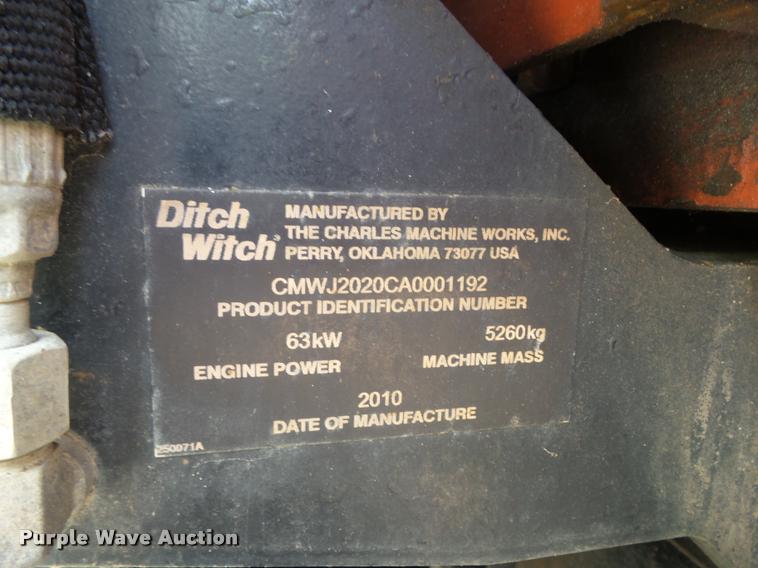 Ditch
Witch®
MANUFACTURED BY
THE CHARLES MACHINE WORKS, INC.
PERRY, OKLAHOMA 73077 USA
CMWJ2020CA0001192
PRODUCT IDENTIFICATION NUMBER
63kW
ENGINE POWER
5260kg
MACHINE MASS
2010
DATE OF MANUFACTURE
250071A
Purple Wave Auction